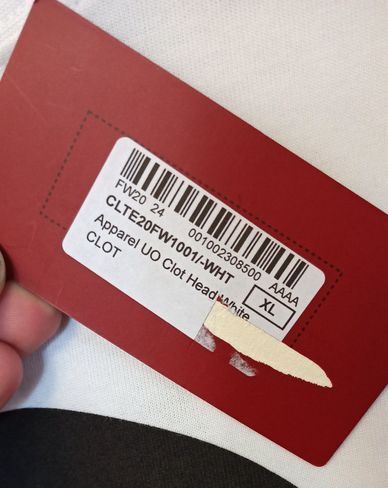 FW20 24 001002308500 AAAA
CLTE20FW1001/-WHT
Apparel UO Clot Head White
CLOT
XL